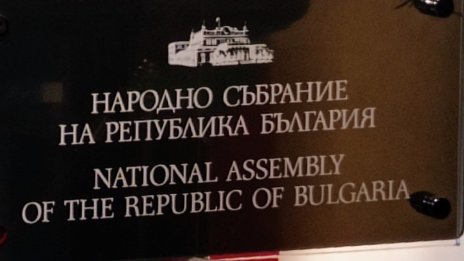 НАРОДНО СЪБРАНИЕ
НА РЕПУБЛИКА БЪЛГАРИЯ
NATIONAL ASSEMBLY
OF THE REPUBLIC OF BULGARIA